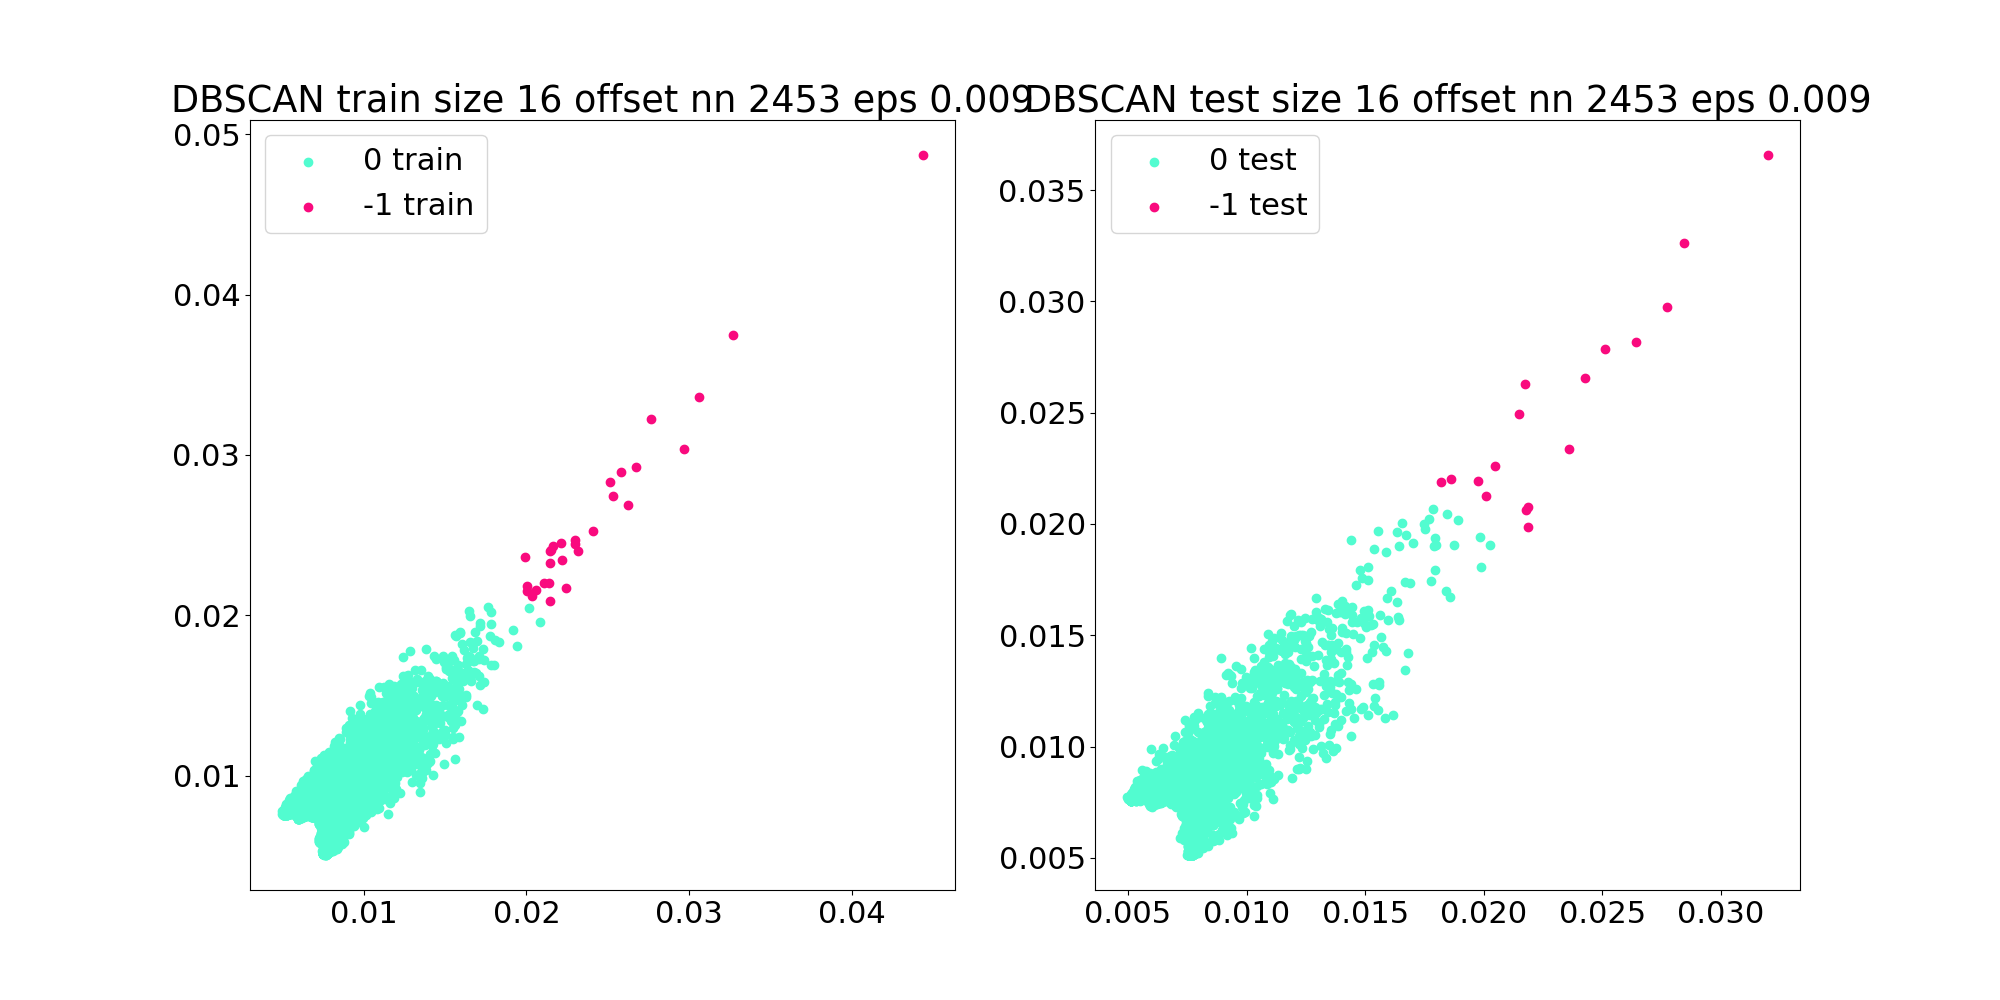 DBSCAN train size 16 offset nn 2453 eps 0.009
0 train
-1 train
0.05
0.04
0.03
0.02
0.01
0.01 0.02 0.03 0.04
DBSCAN test size 16 offset nn 2453 eps 0.009
0 test
-1 test
0.035
0.030
0.025
0.020
0.015
0.010
0.005
0.005 0.010 0.015 0.020 0.025 0.030